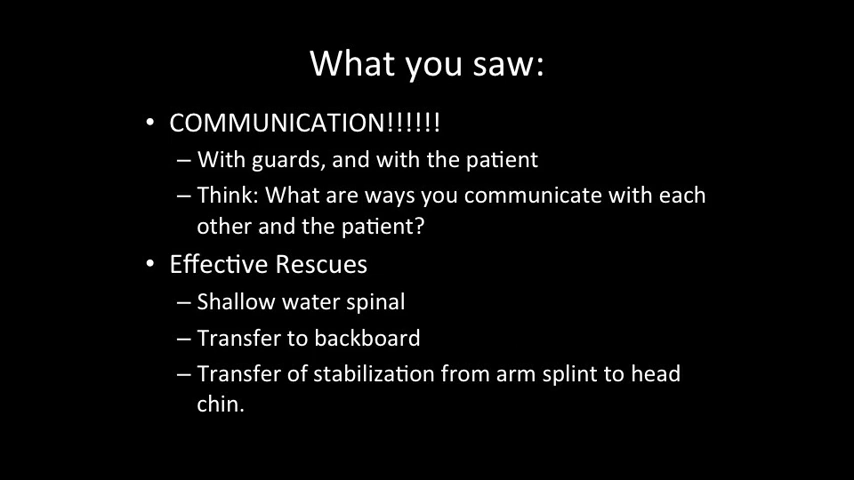 What you saw:
• COMMUNICATION!!!!!!
– With guards, and with the patient
– Think: What are ways you communicate with each
other and the patient?
• Effective Rescues
– Shallow water spinal
– Transfer to backboard
– Transfer of stabilization from arm splint to head
chin.